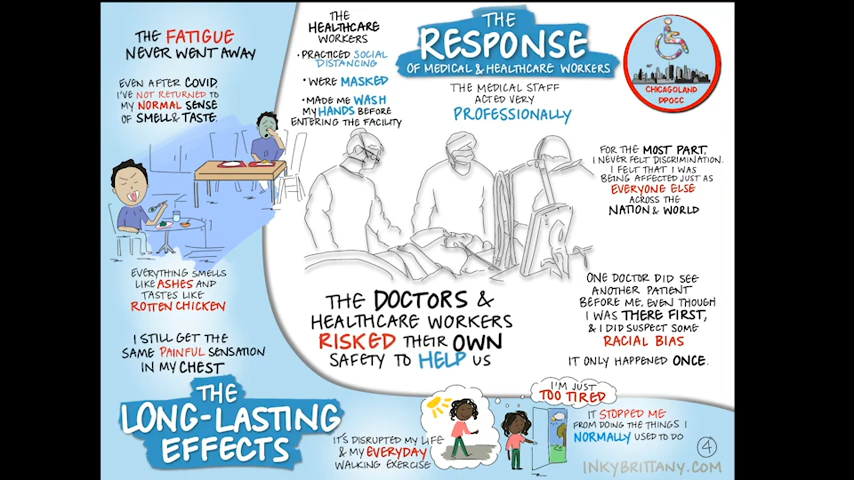 THE
RESPONSE
OF MEDICAL & HEALTHCARE WORKERS
CHICAGOLAND
DPOCC
THE
HEALTHCARE
WORKERS
• PRACTICED SOCIAL
DISTANCING
• WERE MASKED
• MADE ME WASH
MY HANDS BEFORE
ENTERING THE FACILITY
THE MEDICAL STAFF
ACTED VERY
PROFESSIONALLY
FOR THE MOST PART,
I NEVER FELT DISCRIMINATION.
I FELT THAT I WAS
BEING AFFECTED JUST AS
EVERYONE ELSE
ACROSS THE
NATION & WORLD
THE DOCTORS &
HEALTHCARE WORKERS
RISKED THEIR OWN
SAFETY TO HELP US
ONE DOCTOR DID SEE
ANOTHER PATIENT
BEFORE ME, EVEN THOUGH
I WAS THERE FIRST,
& I DID SUSPECT SOME
RACIAL BIAS
IT ONLY HAPPENED ONCE.
THE FATIGUE
NEVER WENT AWAY
EVEN AFTER COVID,
I'VE NOT RETURNED TO
MY NORMAL SENSE
OF SMELL & TASTE.
EVERYTHING SMELLS
LIKE ASHES AND
TASTES LIKE
ROTTEN CHICKEN
I STILL GET THE
SAME PAINFUL SENSATION
IN MY CHEST
THE
LONG-LASTING
EFFECTS
IT'S DISRUPTED MY LIFE
& MY EVERYDAY
WALKING EXERCISE
I'M JUST
TOO TIRED
IT STOPPED ME
FROM DOING THE THINGS I
NORMALLY USED TO DO
4
INKYBRITTANY.COM